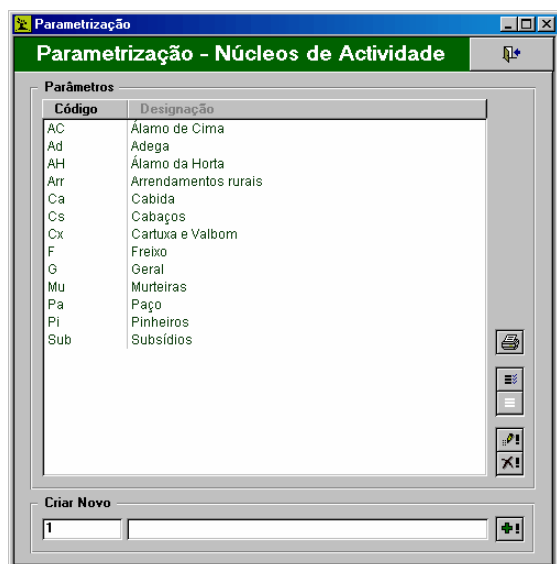 Parametrização
Parametrização - Núcleos de Actividade
Parâmetros
Código Designação
AC Álamo de Cima
Ad Adega
AH Álamo da Horta
Arr Arrendamentos rurais
Ca Cabida
Cs Cabaços
Cx Cartuxa e Valbom
F Freixo
G Geral
Mu Murteiras
Pa Paço
Pi Pinheiros
Sub Subsídios
Criar Novo
1